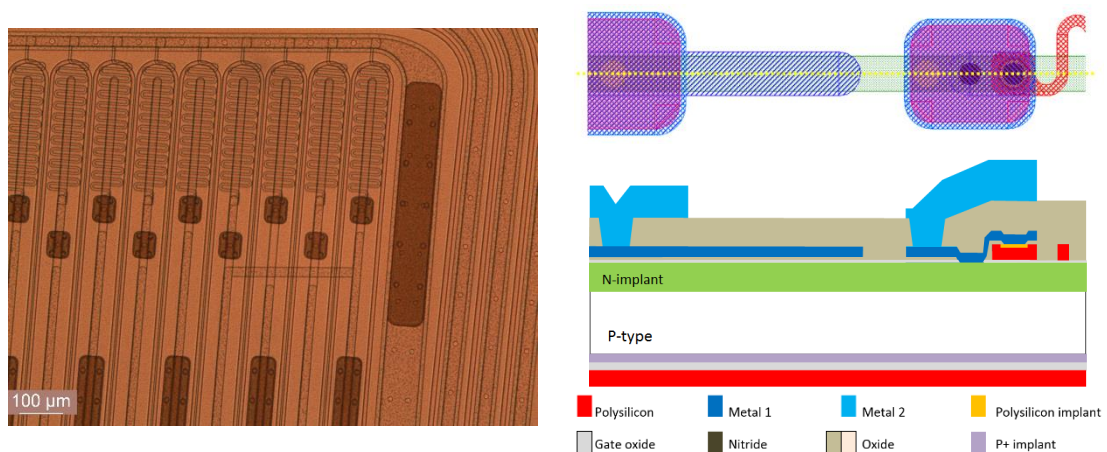 100 µm
N-implant
P-type
Polysilicon
Metal 1
Metal 2
Polysilicon implant
Gate oxide
Nitride
Oxide
P+ implant